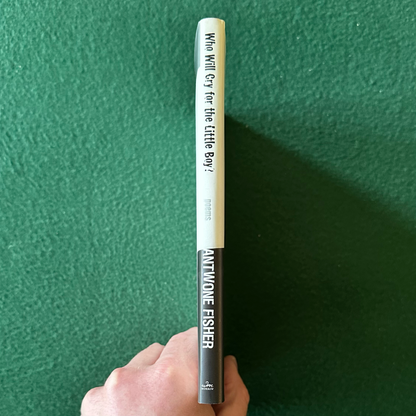 Who Will Cry for the Little Boy?
poems
ANTWONE FISHER